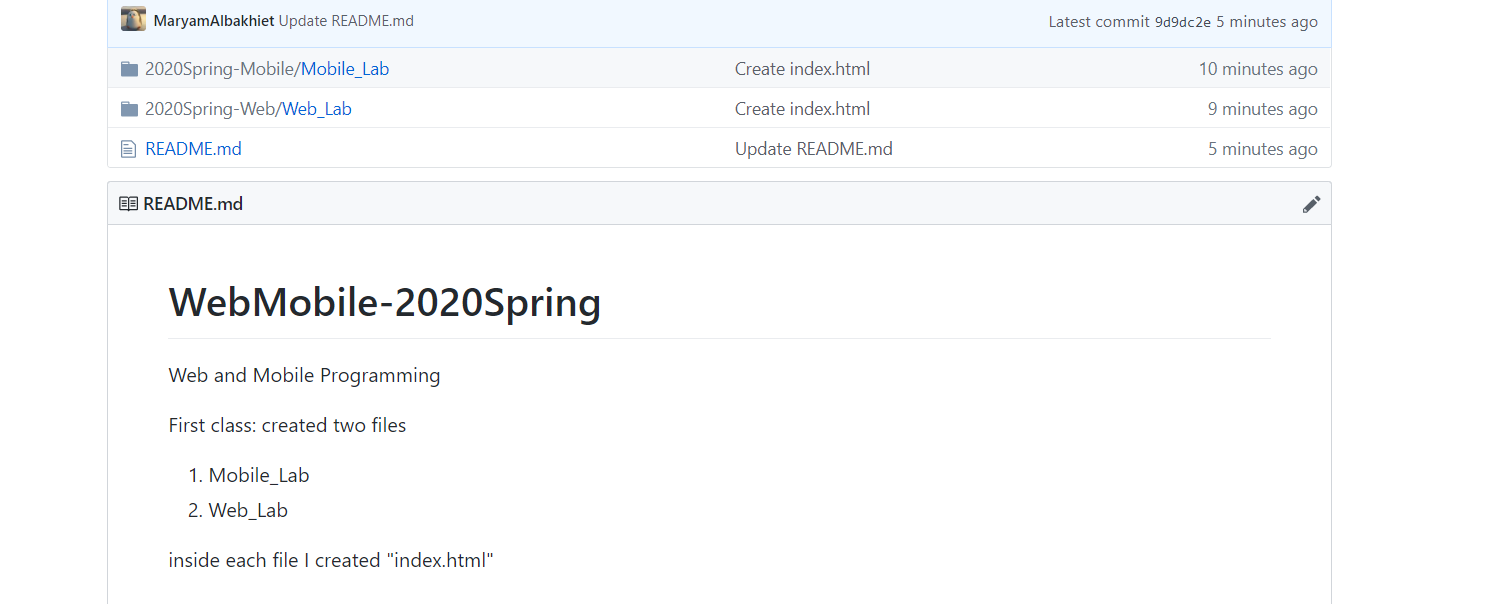 MaryamAlbakhiet Update README.md Latest commit 9d9dc2e 5 minutes ago
2020Spring-Mobile/Mobile_Lab Create index.html 10 minutes ago
2020Spring-Web/Web_Lab Create index.html 9 minutes ago
README.md Update README.md 5 minutes ago
README.md
WebMobile-2020Spring
Web and Mobile Programming
First class: created two files
1. Mobile_Lab
2. Web_Lab
inside each file I created "index.html"